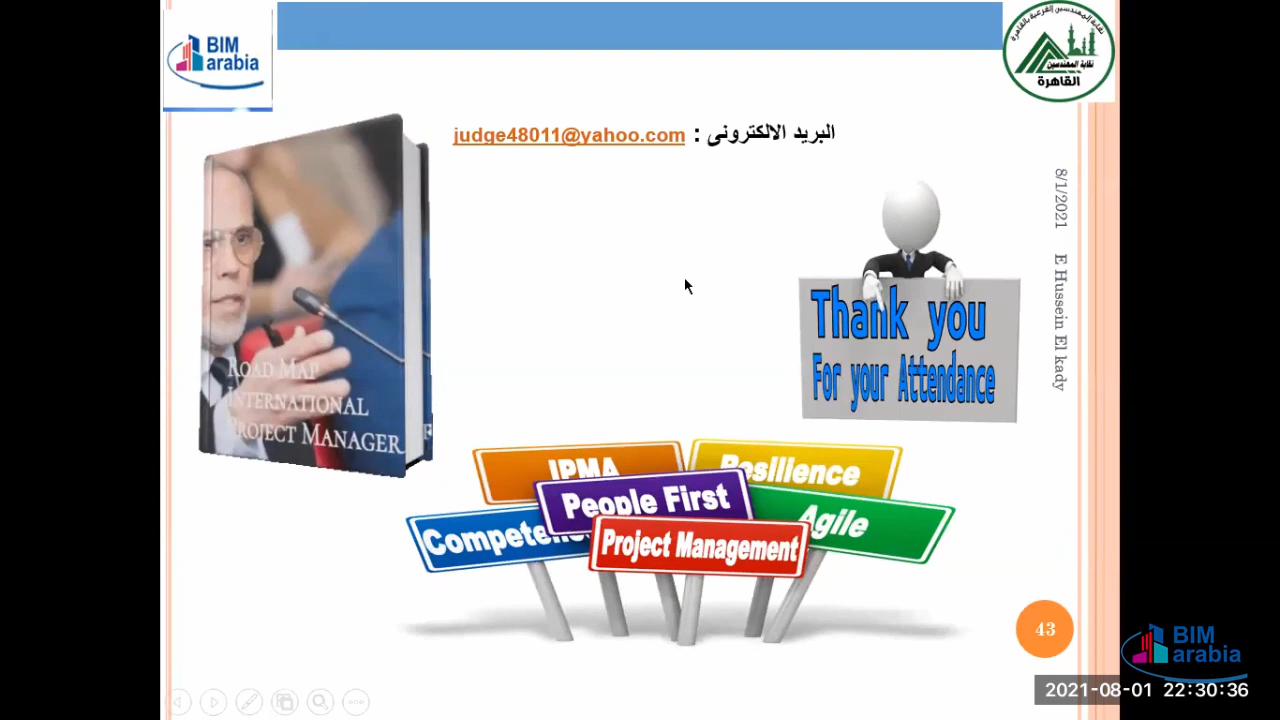 BIM
arabia
نقابة المهندسين الفرعية بالقاهرة
نقابة المهندسين
القاهرة
البريد الالكترونى : judge48011@yahoo.com
8/1/2021 E Hussein El kady
Thank you
For your Attendance
ROAD MAP
INTERNATIONAL
PROJECT MANAGER
IPMA
Resilience
People First
Agile
Project Management
43
BIM
arabia
2021-08-01 22:30:36